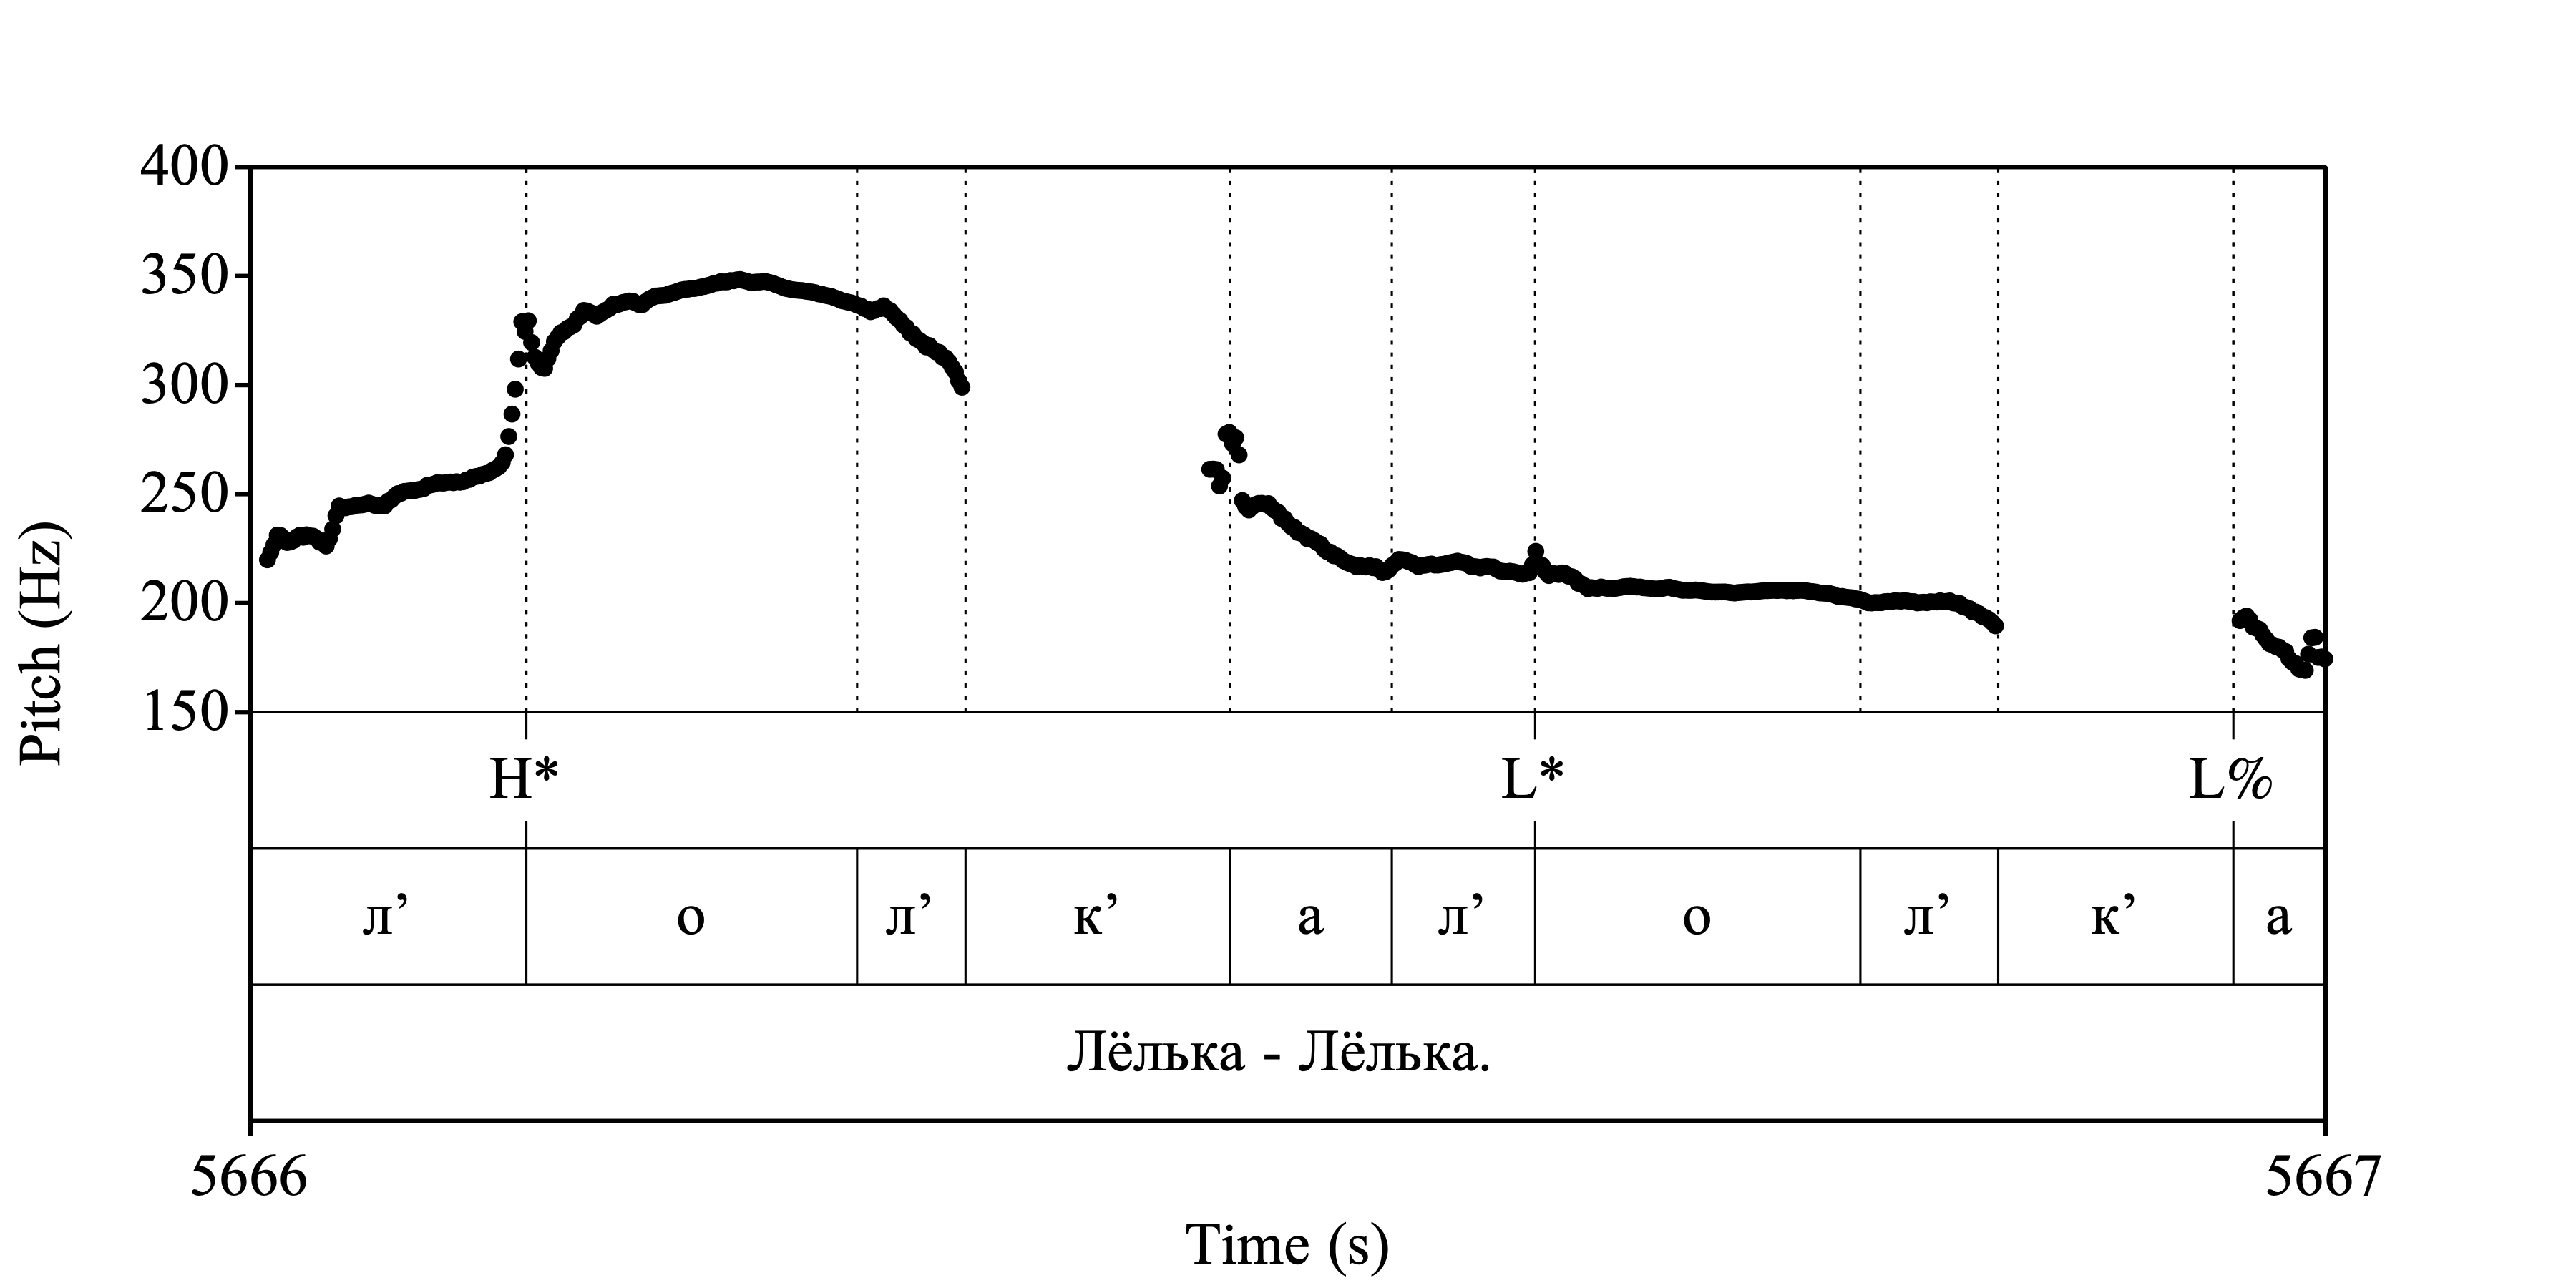 400
350
300
250
200
150
Pitch (Hz)
H* L* L%
л’ о л’ к’ а л’ о л’ к’ а
Лёлька - Лёлька.
5666 5667
Time (s)